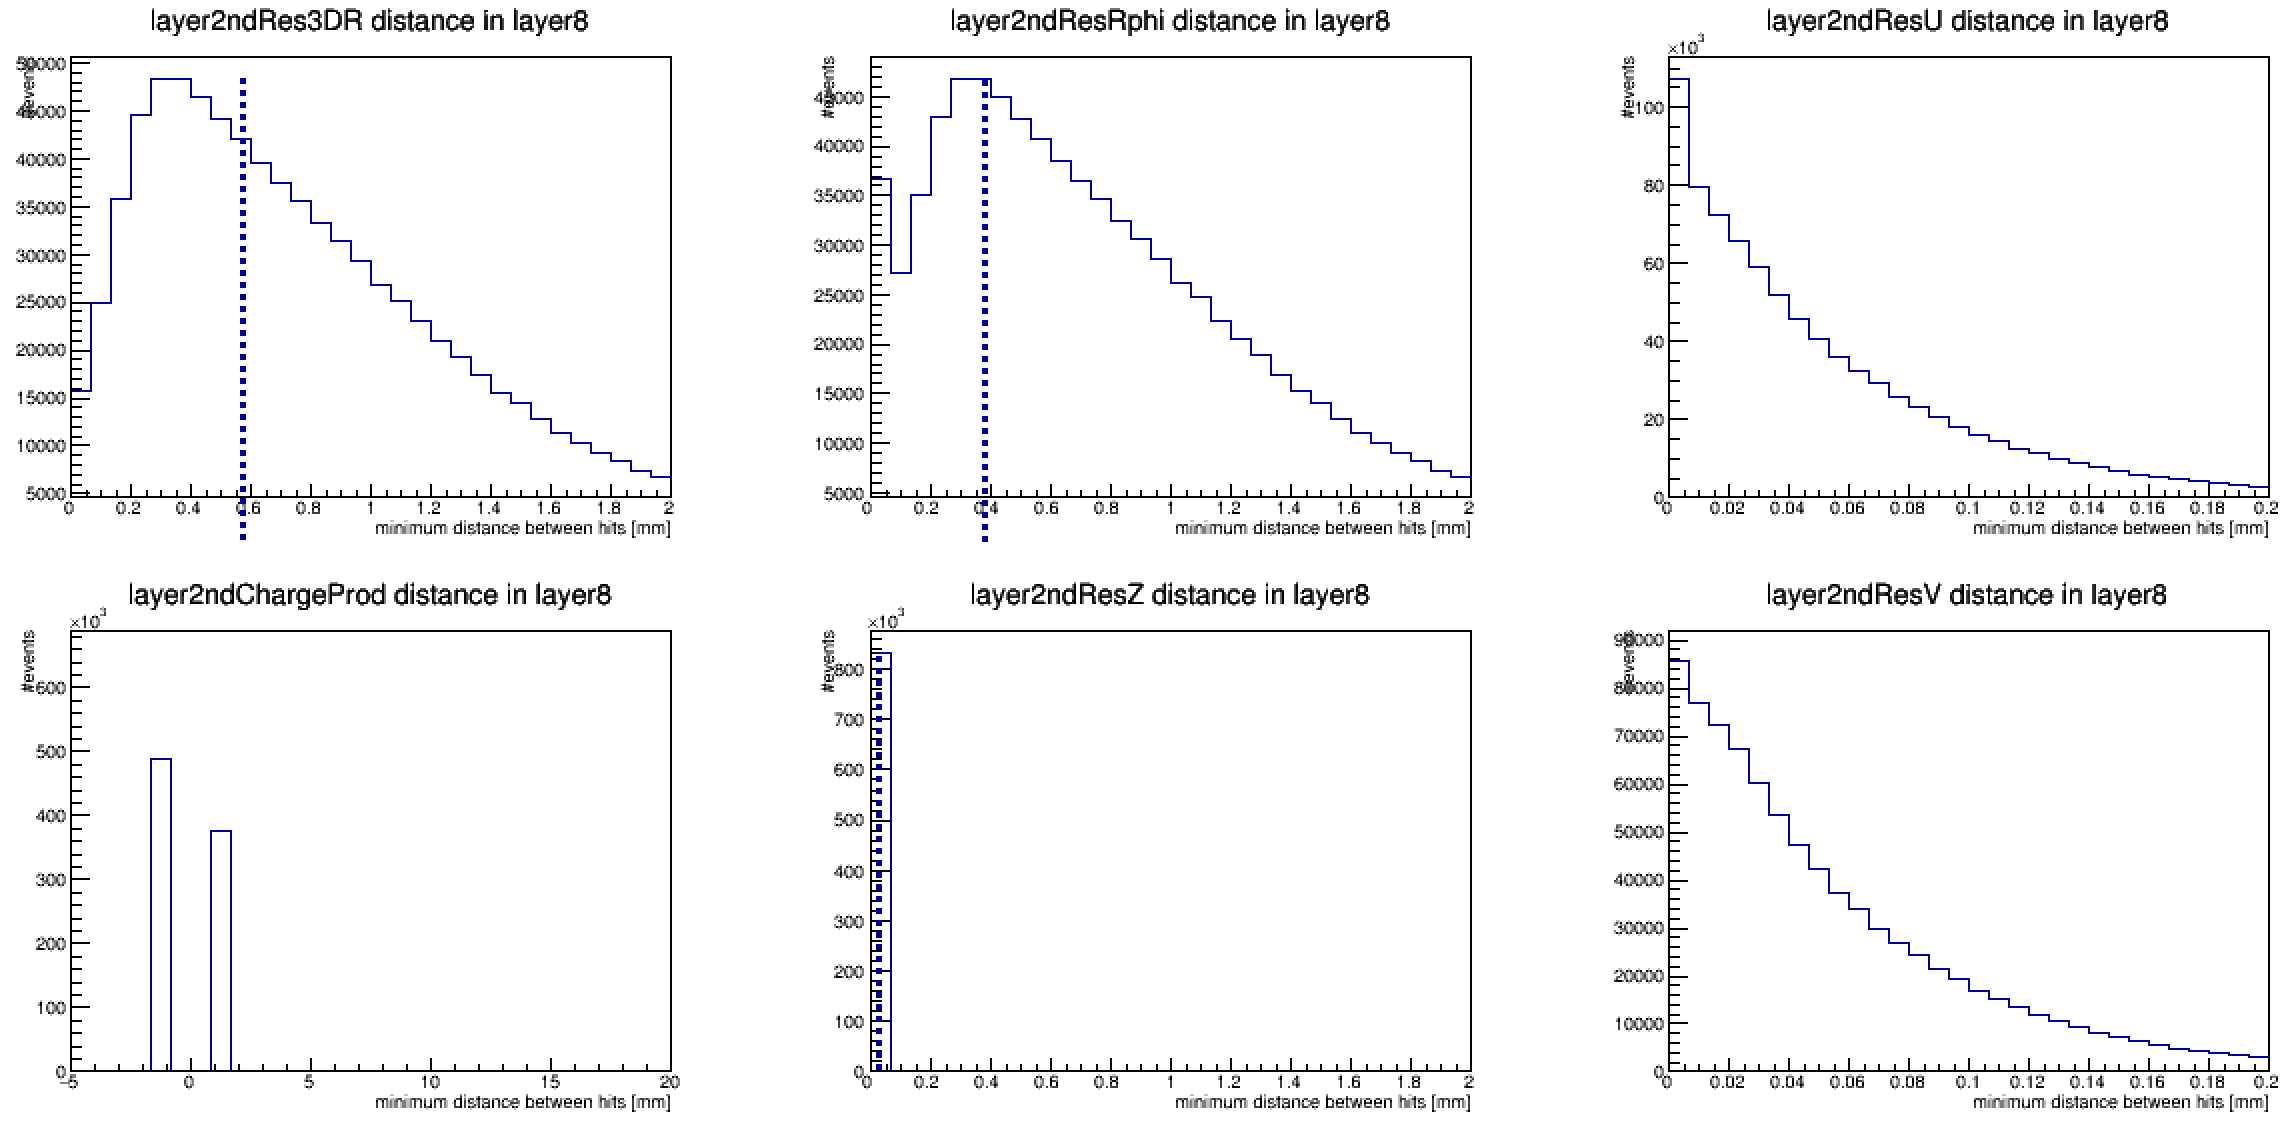 layer2ndRes3DR distance in layer8
#events
50000
45000
40000
35000
30000
25000
20000
15000
10000
5000
0 0.2 0.4 0.6 0.8 1 1.2 1.4 1.6 1.8 2
minimum distance between hits [mm]
layer2ndResRphi distance in layer8
#events
45000
40000
35000
30000
25000
20000
15000
10000
5000
0 0.2 0.4 0.6 0.8 1 1.2 1.4 1.6 1.8 2
minimum distance between hits [mm]
layer2ndResU distance in layer8
×10³
#events
100
80
60
40
20
0
0 0.02 0.04 0.06 0.08 0.1 0.12 0.14 0.16 0.18 0.2
minimum distance between hits [mm]
layer2ndChargeProd distance in layer8
×10³
#events
600
500
400
300
200
100
0
−5 0 5 10 15 20
minimum distance between hits [mm]
layer2ndResZ distance in layer8
×10³
#events
800
700
600
500
400
300
200
100
0
0 0.2 0.4 0.6 0.8 1 1.2 1.4 1.6 1.8 2
minimum distance between hits [mm]
layer2ndResV distance in layer8
#events
90000
80000
70000
60000
50000
40000
30000
20000
10000
0
0 0.02 0.04 0.06 0.08 0.1 0.12 0.14 0.16 0.18 0.2
minimum distance between hits [mm]